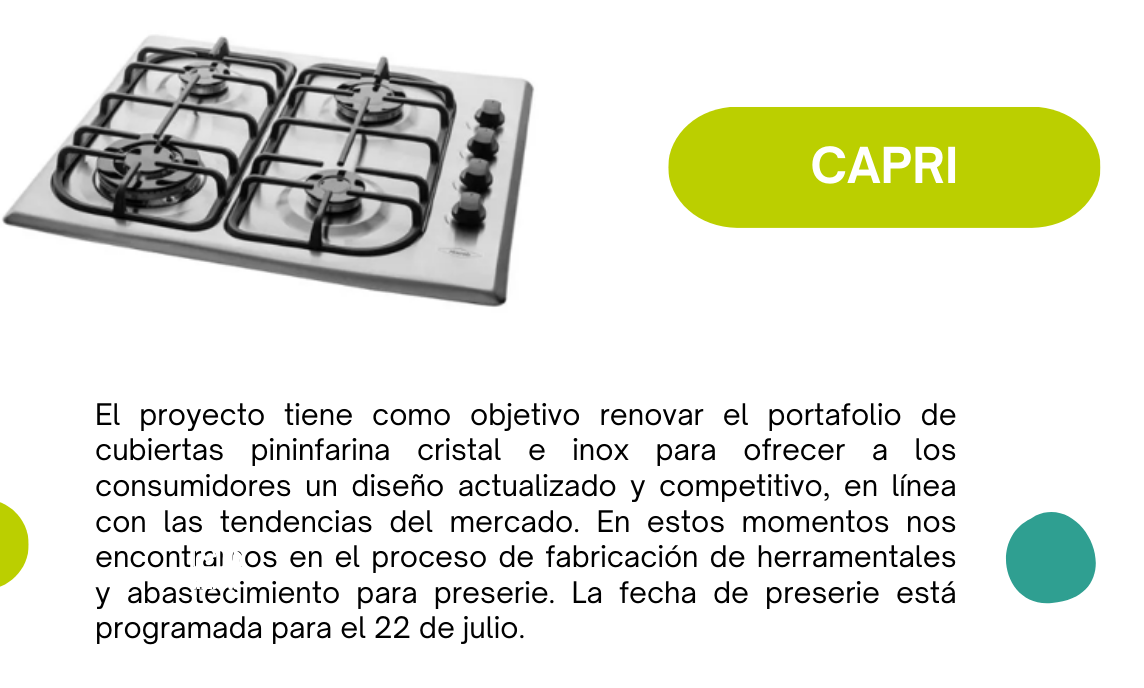 CAPRI
El proyecto tiene como objetivo renovar el portafolio de
cubiertas pininfarina cristal e inox para ofrecer a los
consumidores un diseño actualizado y competitivo, en línea
con las tendencias del mercado. En estos momentos nos
encontramos en el proceso de fabricación de herramentales
y abastecimiento para preserie. La fecha de preserie está
programada para el 22 de julio.